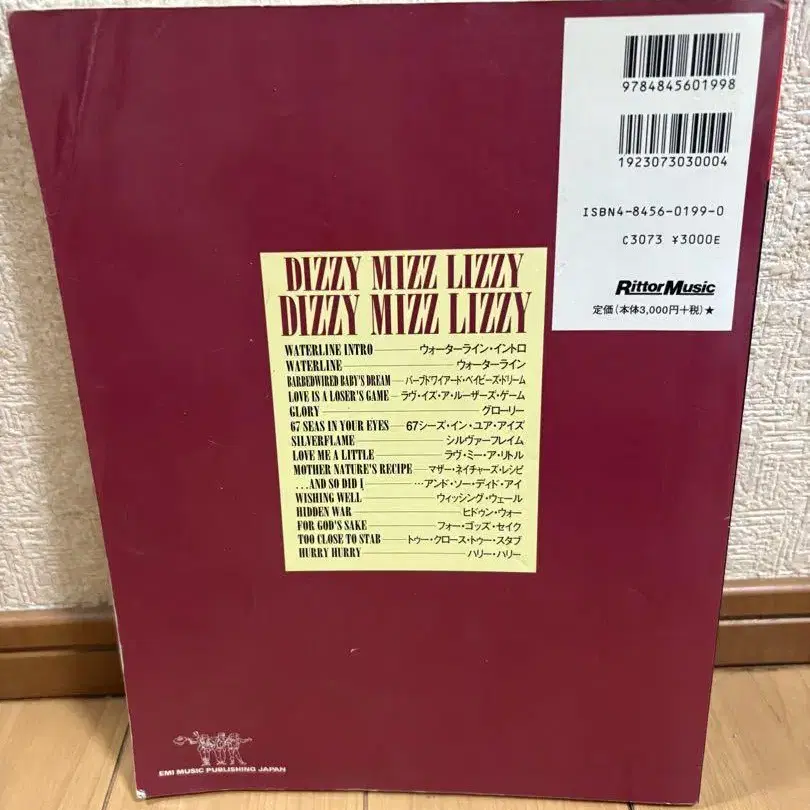 9784845601998
1923073030004
ISBN4-8456-0199-0
C3073 ¥3000E
RittorMusic
定価(本体3,000円+税)★
DIZZY MIZZ LIZZY
DIZZY MIZZ LIZZY
WATERLINE INTRO ウォーターライン・イントロ
WATERLINE ウォーターライン
BARBEDWIRED BABY'S DREAM バーブドワイアード・ベイビーズ・ドリーム
LOVE IS A LOSER'S GAME ラヴ・イズ・ア・ルーザーズ・ゲーム
GLORY グローリー
67 SEAS IN YOUR EYES 67シーズ・イン・ユア・アイズ
SILVERFLAME シルヴァーフレイム
LOVE ME A LITTLE ラヴ・ミー・ア・リトル
MOTHER NATURE'S RECIPE マザー・ネイチャーズ・レシピ
...AND SO DID I …アンド・ソー・ディド・アイ
WISHING WELL ウィッシング・ウェール
HIDDEN WAR ヒドゥン・ウォー
FOR GOD'S SAKE フォー・ゴッズ・セイク
TOO CLOSE TO STAB トゥー・クロース・トゥー・スタブ
HURRY HURRY ハリー・ハリー
EMI MUSIC PUBLISHING JAPAN